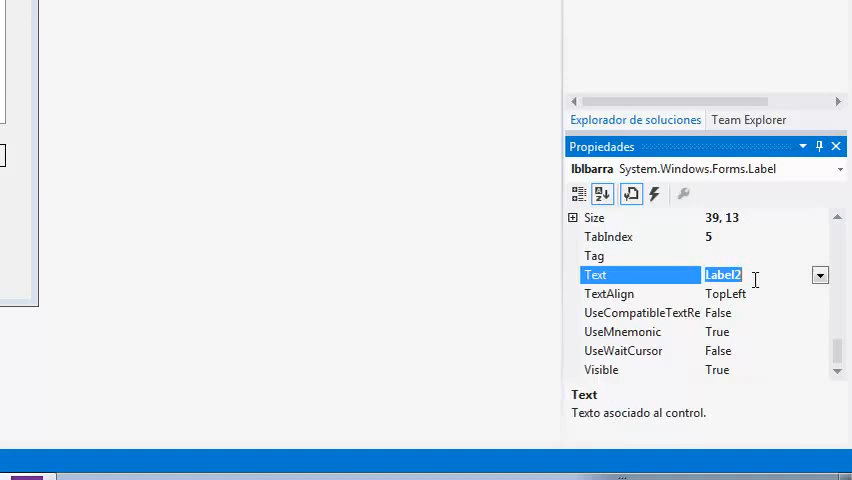 Explorador de soluciones Team Explorer
Propiedades
lblbarra System.Windows.Forms.Label
Size 39, 13
TabIndex 5
Tag
Text Label2
TextAlign TopLeft
UseCompatibleTextRe False
UseMnemonic True
UseWaitCursor False
Visible True
Text
Texto asociado al control.